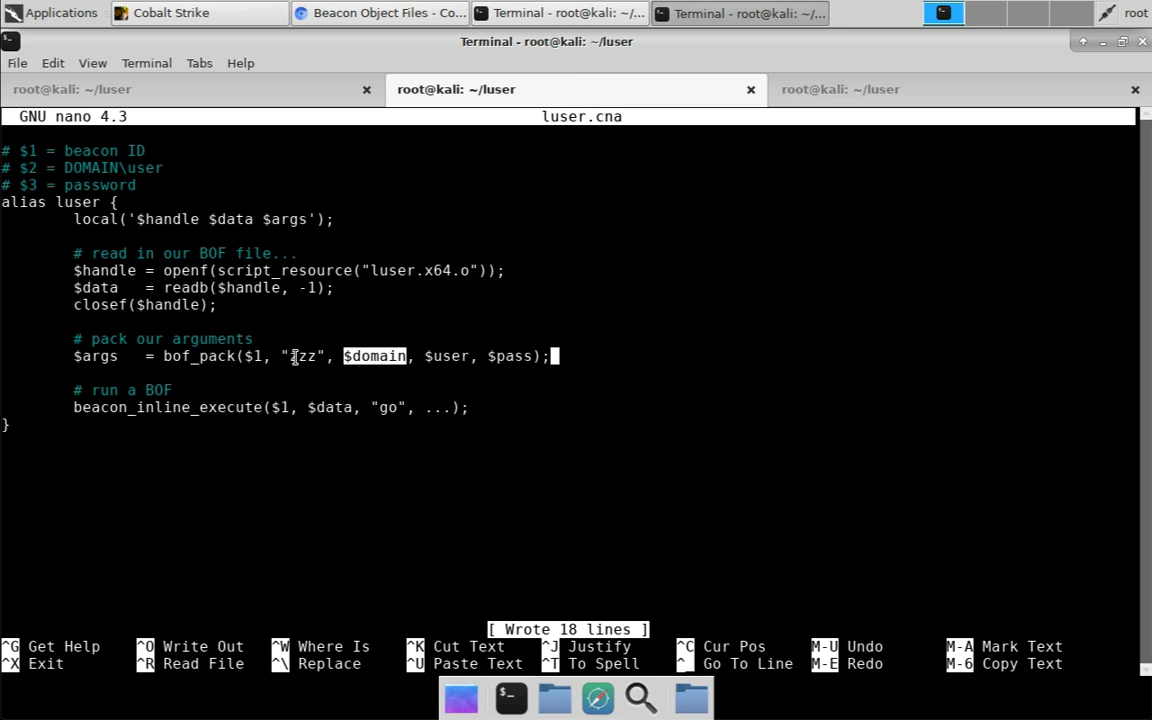 Applications
Cobalt Strike
Beacon Object Files - Co...
Terminal - root@kali: ~/...
Terminal - root@kali: ~/...
root
Terminal - root@kali: ~/luser
File Edit View Terminal Tabs Help
root@kali: ~/luser
root@kali: ~/luser
root@kali: ~/luser
GNU nano 4.3 luser.cna
# $1 = beacon ID
# $2 = DOMAIN\user
# $3 = password
alias luser {
local('$handle $data $args');
# read in our BOF file...
$handle = openf(script_resource("luser.x64.o"));
$data = readb($handle, -1);
closef($handle);
# pack our arguments
$args = bof_pack($1, "zzz", $domain, $user, $pass);
# run a BOF
beacon_inline_execute($1, $data, "go", ...);
}
[ Wrote 18 lines ]
^G Get Help ^O Write Out ^W Where Is ^K Cut Text ^J Justify ^C Cur Pos M-U Undo M-A Mark Text
^X Exit ^R Read File ^\ Replace ^U Paste Text ^T To Spell ^_ Go To Line M-E Redo M-6 Copy Text